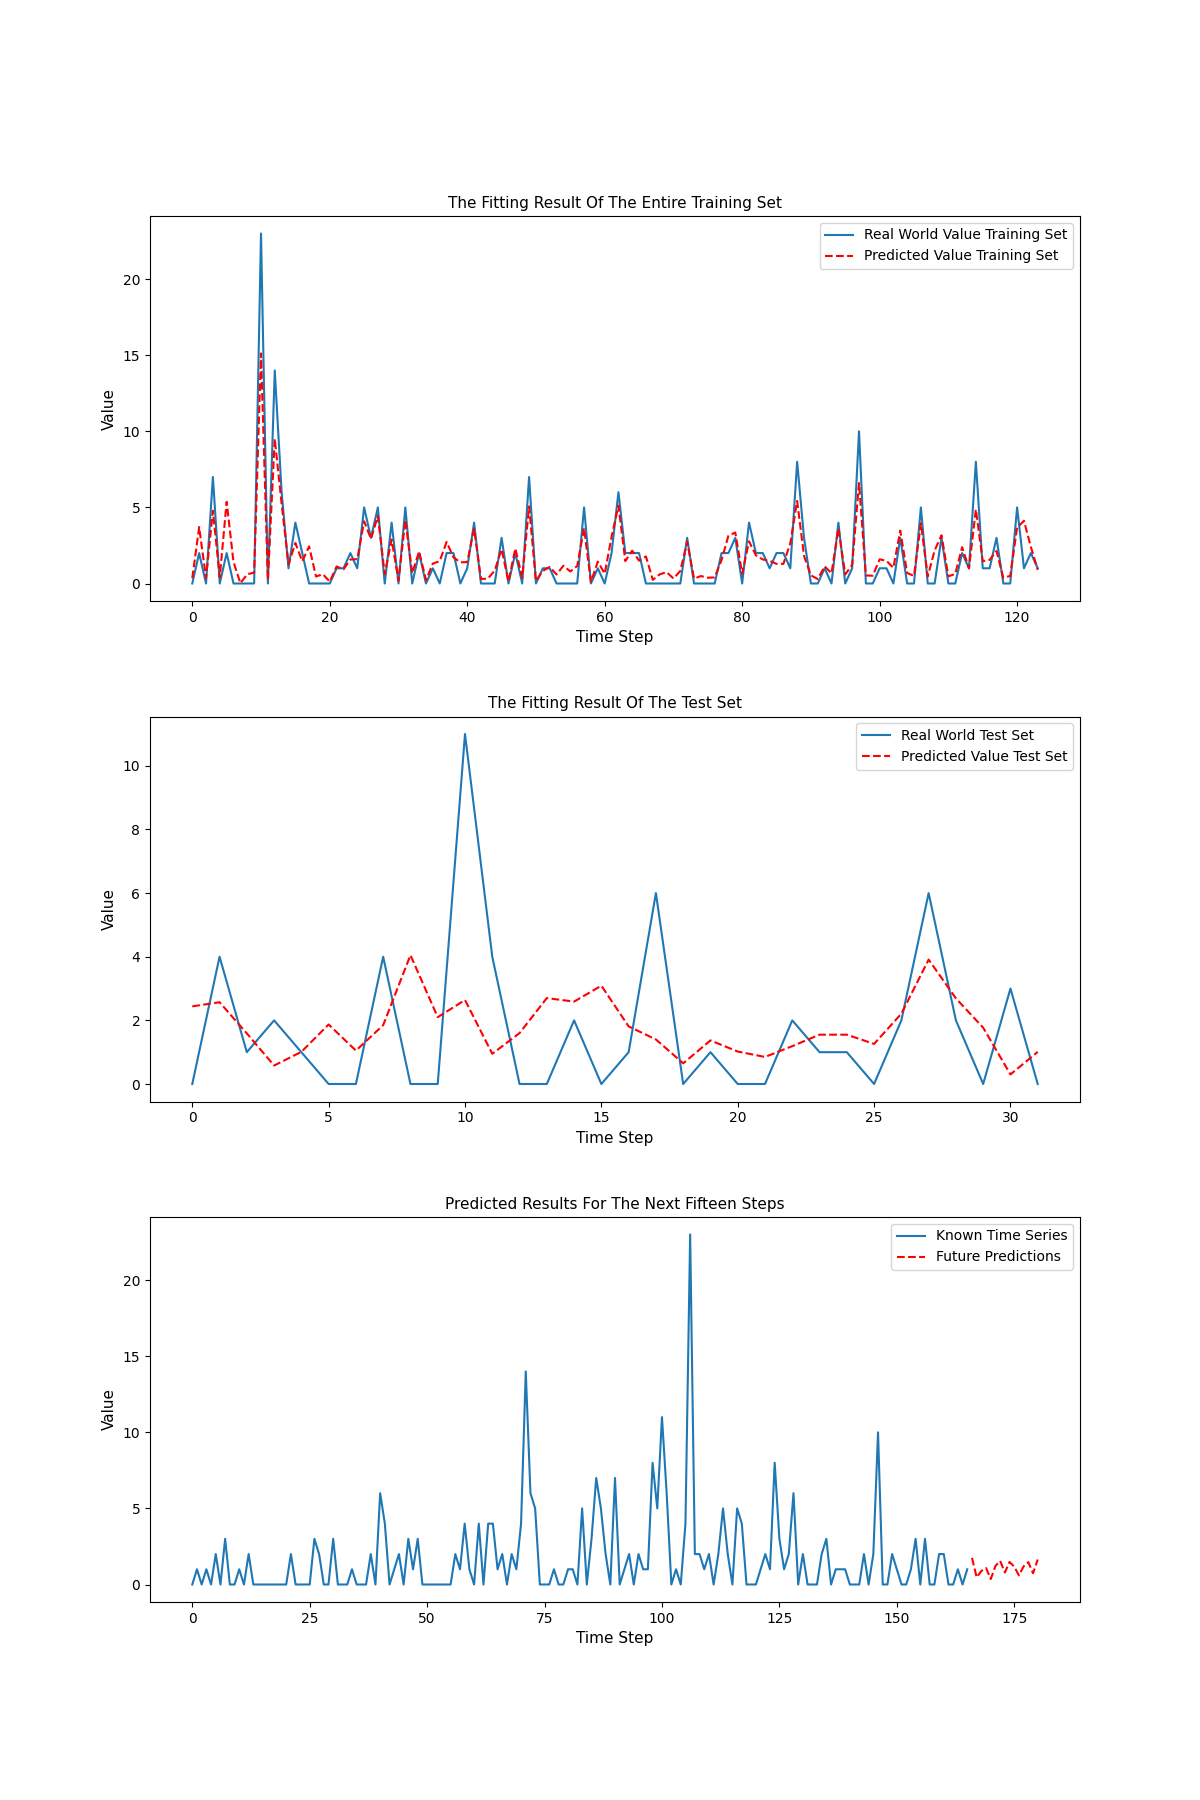 The Fitting Result Of The Entire Training Set
Real World Value Training Set
Predicted Value Training Set
Value
20
15
10
5
0
0 20 40 60 80 100 120
Time Step
The Fitting Result Of The Test Set
Real World Test Set
Predicted Value Test Set
Value
10
8
6
4
2
0
0 5 10 15 20 25 30
Time Step
Predicted Results For The Next Fifteen Steps
Known Time Series
Future Predictions
Value
20
15
10
5
0
0 25 50 75 100 125 150 175
Time Step